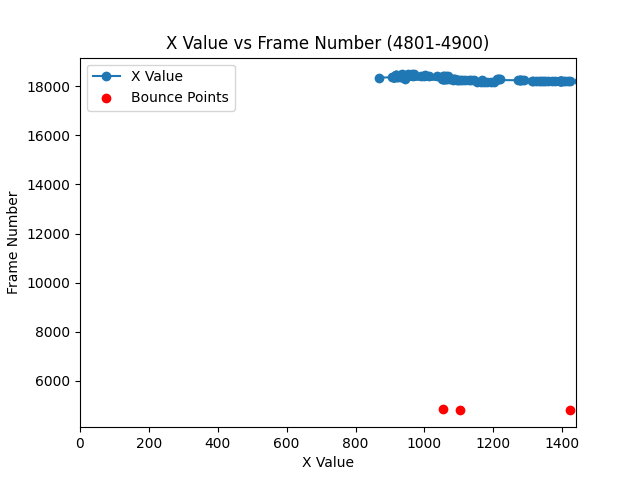 X Value vs Frame Number (4801-4900)
X Value
Bounce Points
Frame Number
18000
16000
14000
12000
10000
8000
6000
0 200 400 600 800 1000 1200 1400
X Value